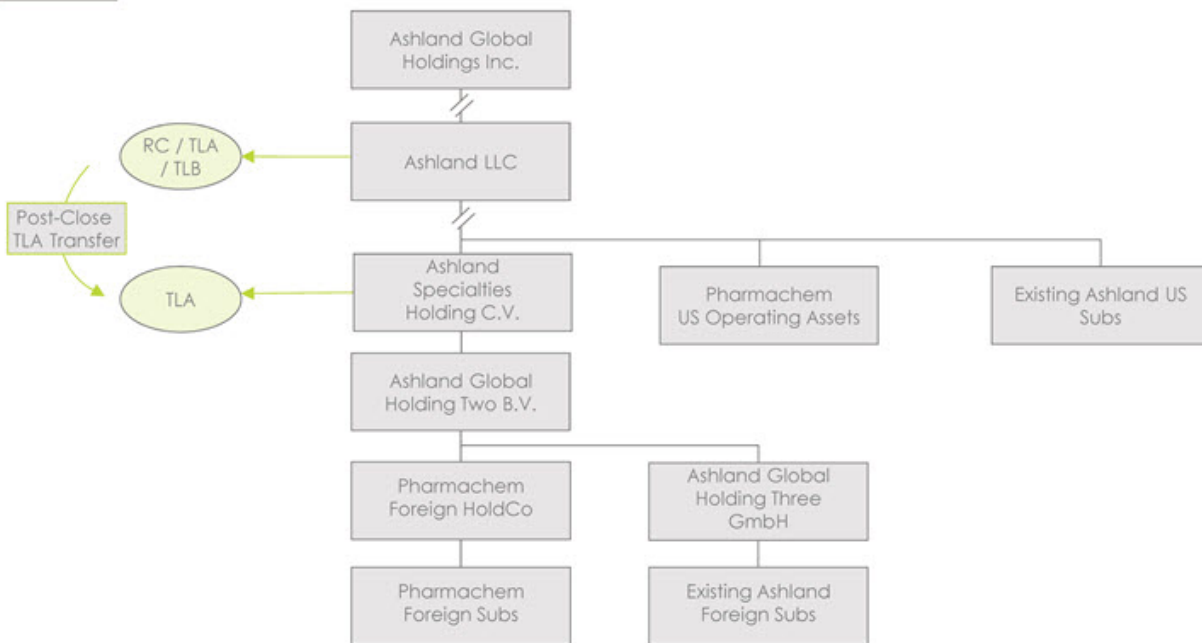 Ashland Global
Holdings Inc.
RC / TLA
/ TLB
Ashland LLC
Post-Close
TLA Transfer
TLA
Ashland
Specialties
Holding C.V.
Pharmachem
US Operating Assets
Existing Ashland US
Subs
Ashland Global
Holding Two B.V.
Pharmachem
Foreign HoldCo
Ashland Global
Holding Three
GmbH
Pharmachem
Foreign Subs
Existing Ashland
Foreign Subs